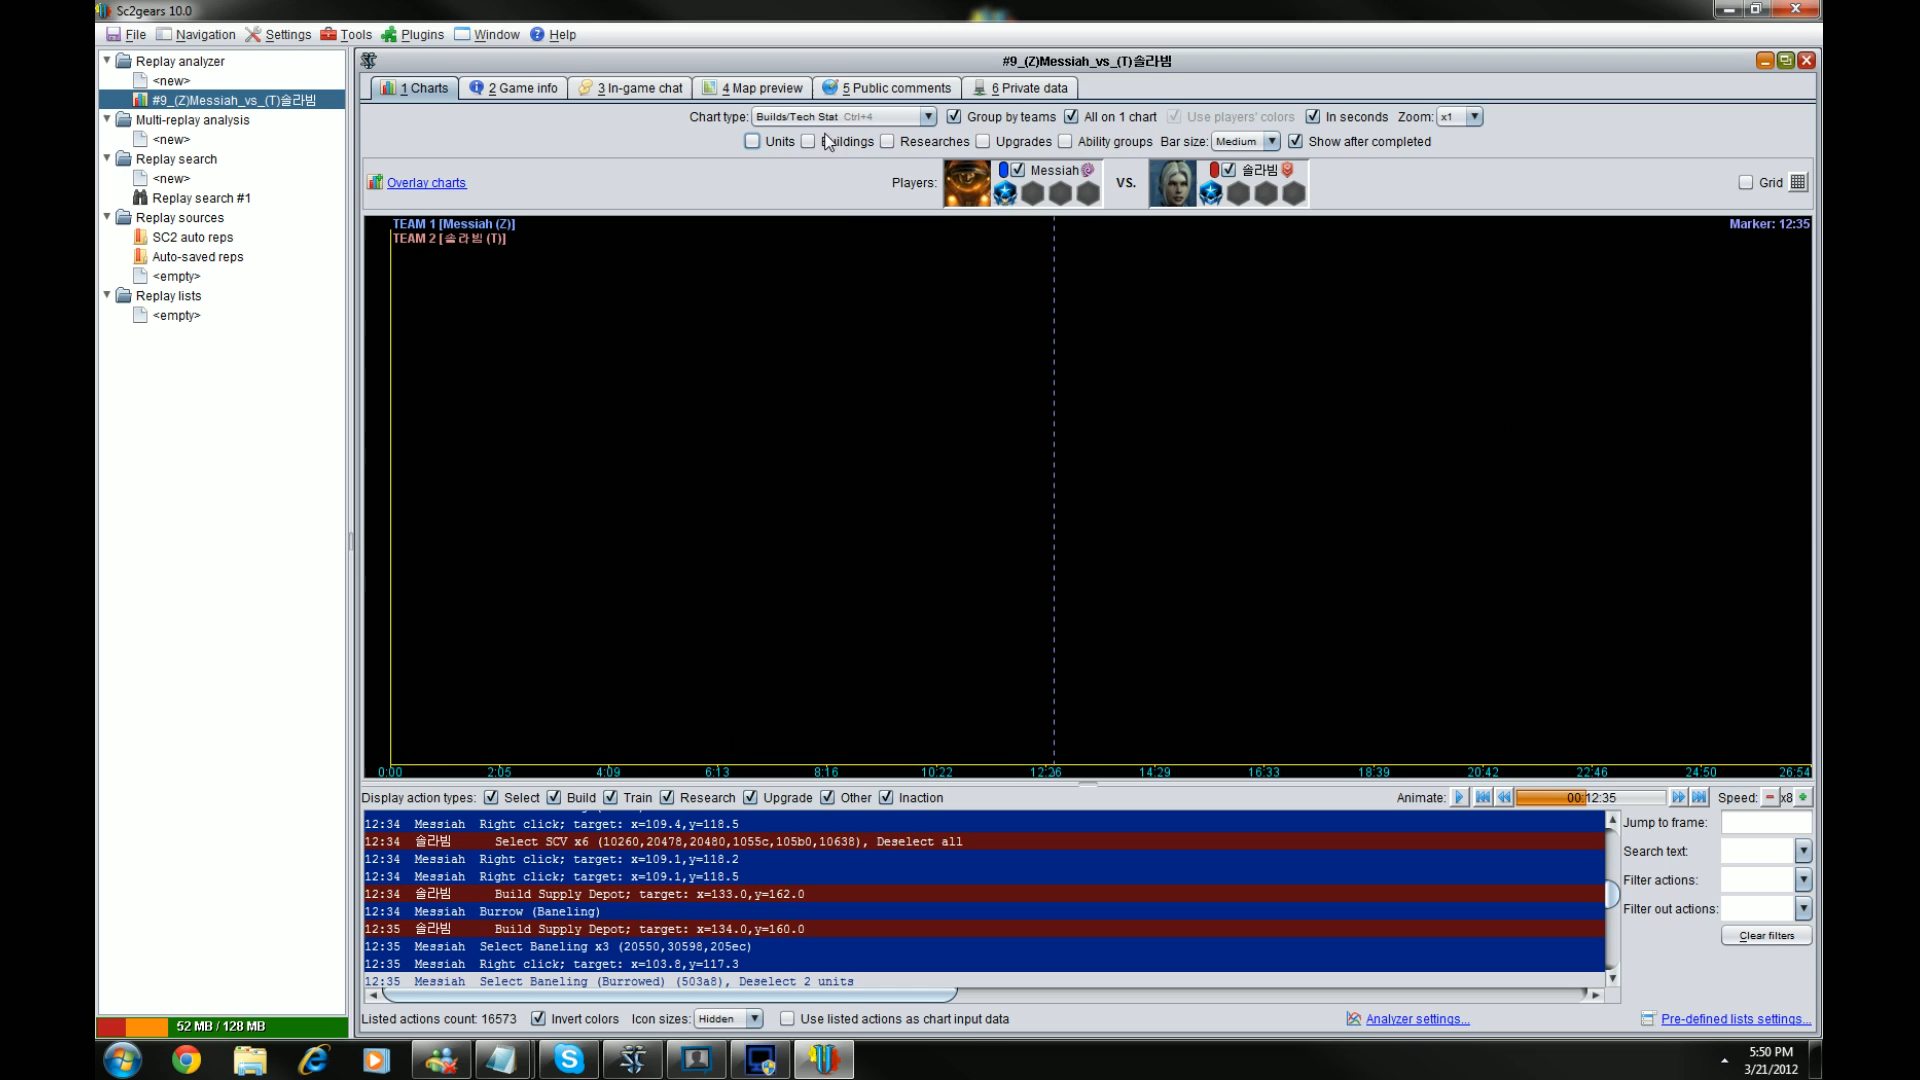 Sc2gears 10.0
File Navigation Settings Tools Plugins Window Help
Replay analyzer
<new>
#9_(Z)Messiah_vs_(T)솔라빔
Multi-replay analysis
<new>
Replay search
<new>
Replay search #1
Replay sources
SC2 auto reps
Auto-saved reps
<empty>
Replay lists
<empty>
52 MB / 128 MB
#9_(Z)Messiah_vs_(T)솔라빔
1 Charts 2 Game info 3 In-game chat 4 Map preview 5 Public comments 6 Private data
Chart type: Builds/Tech Stat Ctrl+4 Group by teams All on 1 chart Use players' colors In seconds Zoom: x1
Units Buildings Researches Upgrades Ability groups Bar size: Medium Show after completed
Overlay charts Players: Messiah VS. 솔라빔 Grid
TEAM 1 [Messiah (Z)] Marker: 12:35
TEAM 2 [솔라빔 (T)]
0:00 2:05 4:09 6:13 8:16 10:22 12:26 14:29 16:33 18:39 20:42 22:46 24:50 26:54
Display action types: Select Build Train Research Upgrade Other Inaction Animate: 00:12:35 Speed: x8
12:34 Messiah Right click; target: x=109.4,y=118.5
12:34 솔라빔 Select SCV x6 (10260,20478,20480,1055c,105b0,10638), Deselect all
12:34 Messiah Right click; target: x=109.1,y=118.2
12:34 Messiah Right click; target: x=109.1,y=118.5
12:34 솔라빔 Build Supply Depot; target: x=133.0,y=162.0
12:34 Messiah Burrow (Baneling)
12:35 솔라빔 Build Supply Depot; target: x=134.0,y=160.0
12:35 Messiah Select Baneling x3 (20550,30598,205ec)
12:35 Messiah Right click; target: x=103.8,y=117.3
12:35 Messiah Select Baneling (Burrowed) (503a8), Deselect 2 units
Jump to frame:
Search text:
Filter actions:
Filter out actions:
Clear filters
Listed actions count: 16573 Invert colors Icon sizes: Hidden Use listed actions as chart input data Analyzer settings... Pre-defined lists settings...
5:50 PM
3/21/2012